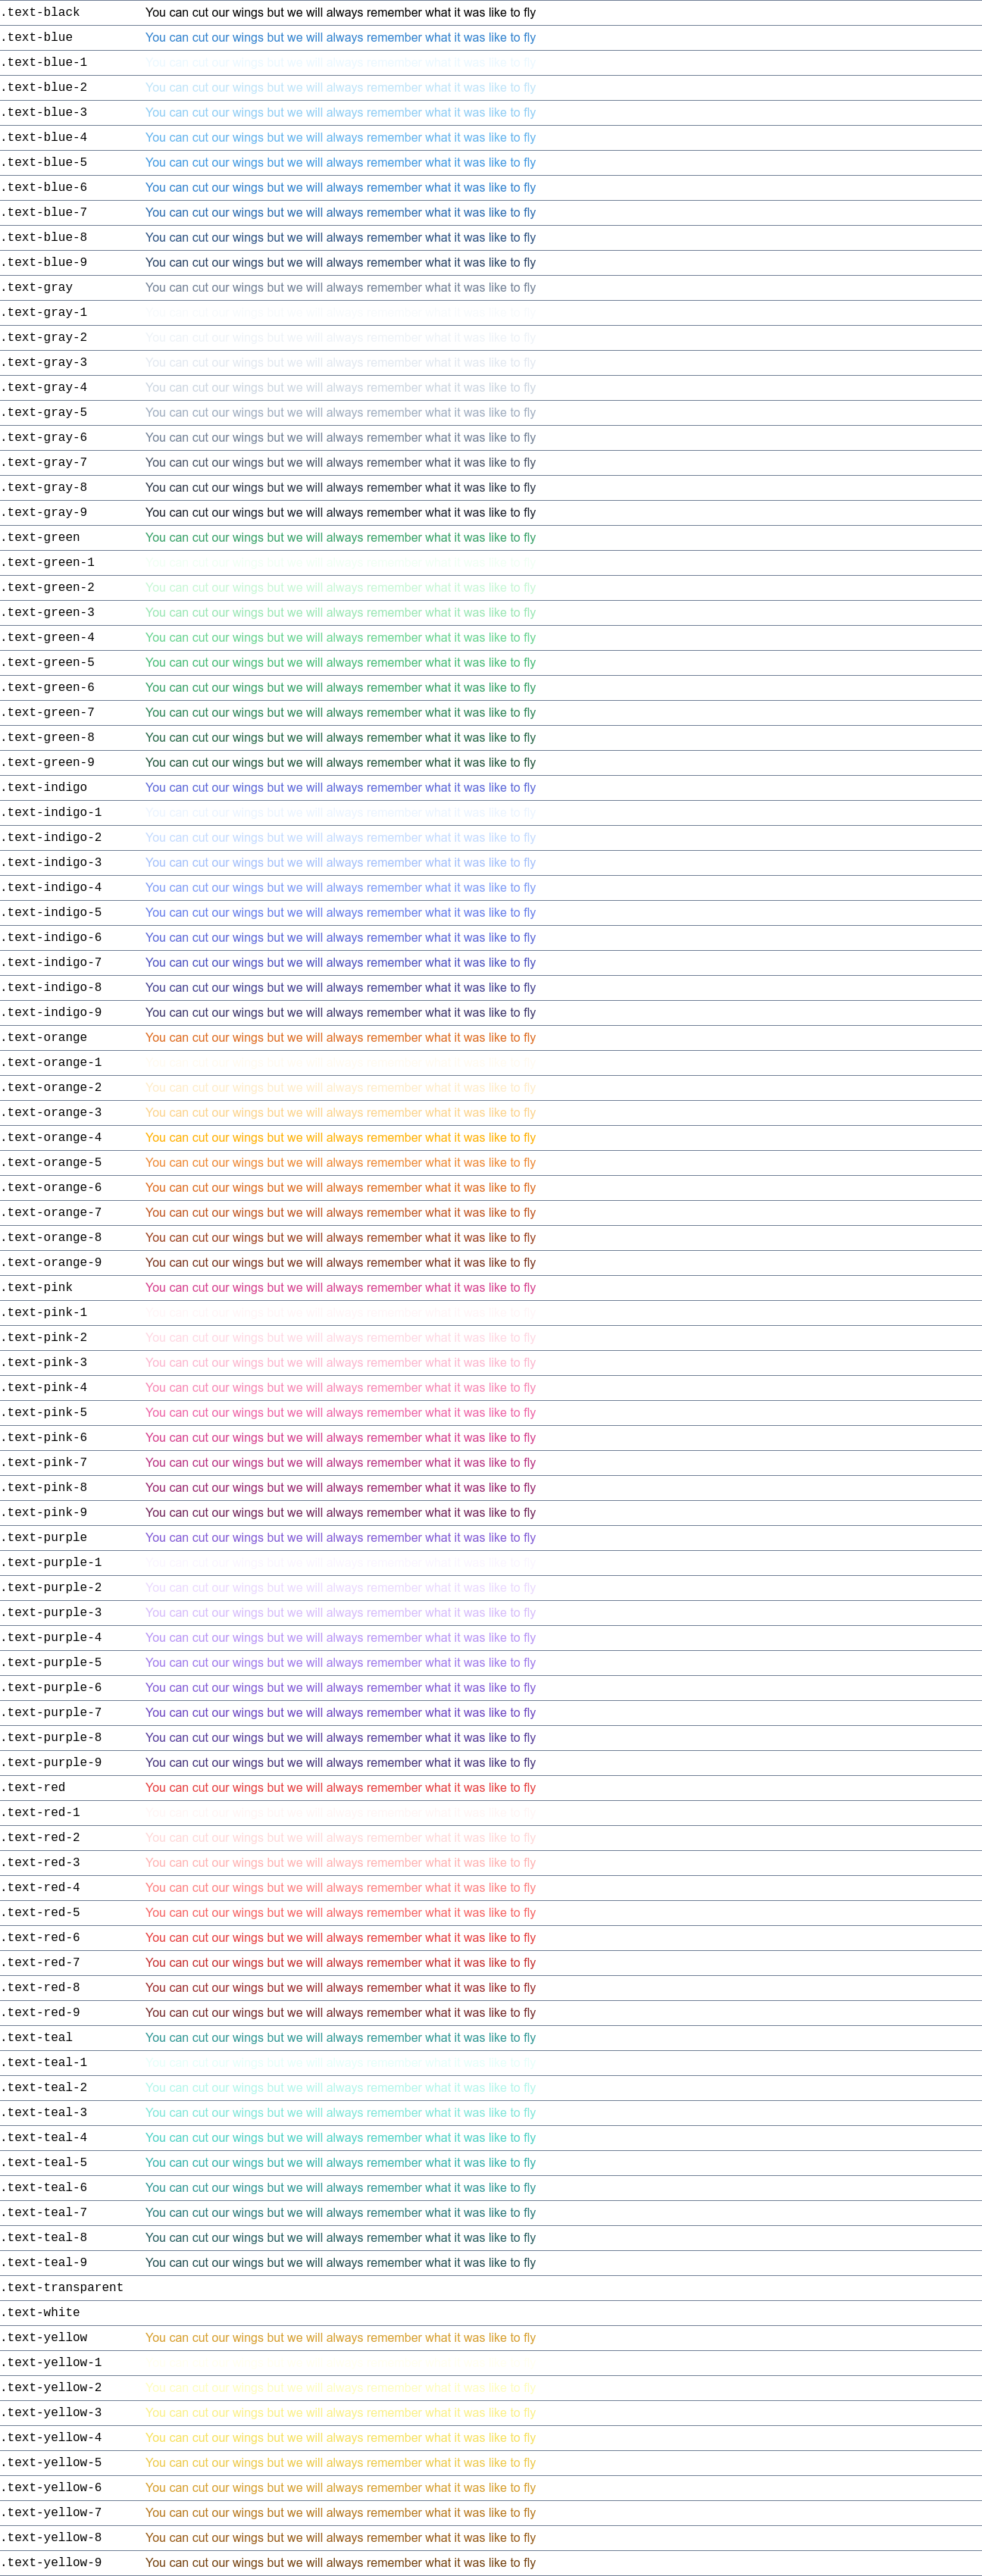 .text-black You can cut our wings but we will always remember what it was like to fly
.text-blue You can cut our wings but we will always remember what it was like to fly
.text-blue-1 You can cut our wings but we will always remember what it was like to fly
.text-blue-2 You can cut our wings but we will always remember what it was like to fly
.text-blue-3 You can cut our wings but we will always remember what it was like to fly
.text-blue-4 You can cut our wings but we will always remember what it was like to fly
.text-blue-5 You can cut our wings but we will always remember what it was like to fly
.text-blue-6 You can cut our wings but we will always remember what it was like to fly
.text-blue-7 You can cut our wings but we will always remember what it was like to fly
.text-blue-8 You can cut our wings but we will always remember what it was like to fly
.text-blue-9 You can cut our wings but we will always remember what it was like to fly
.text-gray You can cut our wings but we will always remember what it was like to fly
.text-gray-1 You can cut our wings but we will always remember what it was like to fly
.text-gray-2 You can cut our wings but we will always remember what it was like to fly
.text-gray-3 You can cut our wings but we will always remember what it was like to fly
.text-gray-4 You can cut our wings but we will always remember what it was like to fly
.text-gray-5 You can cut our wings but we will always remember what it was like to fly
.text-gray-6 You can cut our wings but we will always remember what it was like to fly
.text-gray-7 You can cut our wings but we will always remember what it was like to fly
.text-gray-8 You can cut our wings but we will always remember what it was like to fly
.text-gray-9 You can cut our wings but we will always remember what it was like to fly
.text-green You can cut our wings but we will always remember what it was like to fly
.text-green-1 You can cut our wings but we will always remember what it was like to fly
.text-green-2 You can cut our wings but we will always remember what it was like to fly
.text-green-3 You can cut our wings but we will always remember what it was like to fly
.text-green-4 You can cut our wings but we will always remember what it was like to fly
.text-green-5 You can cut our wings but we will always remember what it was like to fly
.text-green-6 You can cut our wings but we will always remember what it was like to fly
.text-green-7 You can cut our wings but we will always remember what it was like to fly
.text-green-8 You can cut our wings but we will always remember what it was like to fly
.text-green-9 You can cut our wings but we will always remember what it was like to fly
.text-indigo You can cut our wings but we will always remember what it was like to fly
.text-indigo-1 You can cut our wings but we will always remember what it was like to fly
.text-indigo-2 You can cut our wings but we will always remember what it was like to fly
.text-indigo-3 You can cut our wings but we will always remember what it was like to fly
.text-indigo-4 You can cut our wings but we will always remember what it was like to fly
.text-indigo-5 You can cut our wings but we will always remember what it was like to fly
.text-indigo-6 You can cut our wings but we will always remember what it was like to fly
.text-indigo-7 You can cut our wings but we will always remember what it was like to fly
.text-indigo-8 You can cut our wings but we will always remember what it was like to fly
.text-indigo-9 You can cut our wings but we will always remember what it was like to fly
.text-orange You can cut our wings but we will always remember what it was like to fly
.text-orange-1
.text-orange-2 You can cut our wings but we will always remember what it was like to fly
.text-orange-3 You can cut our wings but we will always remember what it was like to fly
.text-orange-4 You can cut our wings but we will always remember what it was like to fly
.text-orange-5 You can cut our wings but we will always remember what it was like to fly
.text-orange-6 You can cut our wings but we will always remember what it was like to fly
.text-orange-7 You can cut our wings but we will always remember what it was like to fly
.text-orange-8 You can cut our wings but we will always remember what it was like to fly
.text-orange-9 You can cut our wings but we will always remember what it was like to fly
.text-pink You can cut our wings but we will always remember what it was like to fly
.text-pink-1 You can cut our wings but we will always remember what it was like to fly
.text-pink-2 You can cut our wings but we will always remember what it was like to fly
.text-pink-3 You can cut our wings but we will always remember what it was like to fly
.text-pink-4 You can cut our wings but we will always remember what it was like to fly
.text-pink-5 You can cut our wings but we will always remember what it was like to fly
.text-pink-6 You can cut our wings but we will always remember what it was like to fly
.text-pink-7 You can cut our wings but we will always remember what it was like to fly
.text-pink-8 You can cut our wings but we will always remember what it was like to fly
.text-pink-9 You can cut our wings but we will always remember what it was like to fly
.text-purple You can cut our wings but we will always remember what it was like to fly
.text-purple-1 You can cut our wings but we will always remember what it was like to fly
.text-purple-2 You can cut our wings but we will always remember what it was like to fly
.text-purple-3 You can cut our wings but we will always remember what it was like to fly
.text-purple-4 You can cut our wings but we will always remember what it was like to fly
.text-purple-5 You can cut our wings but we will always remember what it was like to fly
.text-purple-6 You can cut our wings but we will always remember what it was like to fly
.text-purple-7 You can cut our wings but we will always remember what it was like to fly
.text-purple-8 You can cut our wings but we will always remember what it was like to fly
.text-purple-9 You can cut our wings but we will always remember what it was like to fly
.text-red You can cut our wings but we will always remember what it was like to fly
.text-red-1 You can cut our wings but we will always remember what it was like to fly
.text-red-2 You can cut our wings but we will always remember what it was like to fly
.text-red-3 You can cut our wings but we will always remember what it was like to fly
.text-red-4 You can cut our wings but we will always remember what it was like to fly
.text-red-5 You can cut our wings but we will always remember what it was like to fly
.text-red-6 You can cut our wings but we will always remember what it was like to fly
.text-red-7 You can cut our wings but we will always remember what it was like to fly
.text-red-8 You can cut our wings but we will always remember what it was like to fly
.text-red-9 You can cut our wings but we will always remember what it was like to fly
.text-teal You can cut our wings but we will always remember what it was like to fly
.text-teal-1 You can cut our wings but we will always remember what it was like to fly
.text-teal-2 You can cut our wings but we will always remember what it was like to fly
.text-teal-3 You can cut our wings but we will always remember what it was like to fly
.text-teal-4 You can cut our wings but we will always remember what it was like to fly
.text-teal-5 You can cut our wings but we will always remember what it was like to fly
.text-teal-6 You can cut our wings but we will always remember what it was like to fly
.text-teal-7 You can cut our wings but we will always remember what it was like to fly
.text-teal-8 You can cut our wings but we will always remember what it was like to fly
.text-teal-9 You can cut our wings but we will always remember what it was like to fly
.text-transparent
.text-white
.text-yellow You can cut our wings but we will always remember what it was like to fly
.text-yellow-1
.text-yellow-2 You can cut our wings but we will always remember what it was like to fly
.text-yellow-3 You can cut our wings but we will always remember what it was like to fly
.text-yellow-4 You can cut our wings but we will always remember what it was like to fly
.text-yellow-5 You can cut our wings but we will always remember what it was like to fly
.text-yellow-6 You can cut our wings but we will always remember what it was like to fly
.text-yellow-7 You can cut our wings but we will always remember what it was like to fly
.text-yellow-8 You can cut our wings but we will always remember what it was like to fly
.text-yellow-9 You can cut our wings but we will always remember what it was like to fly